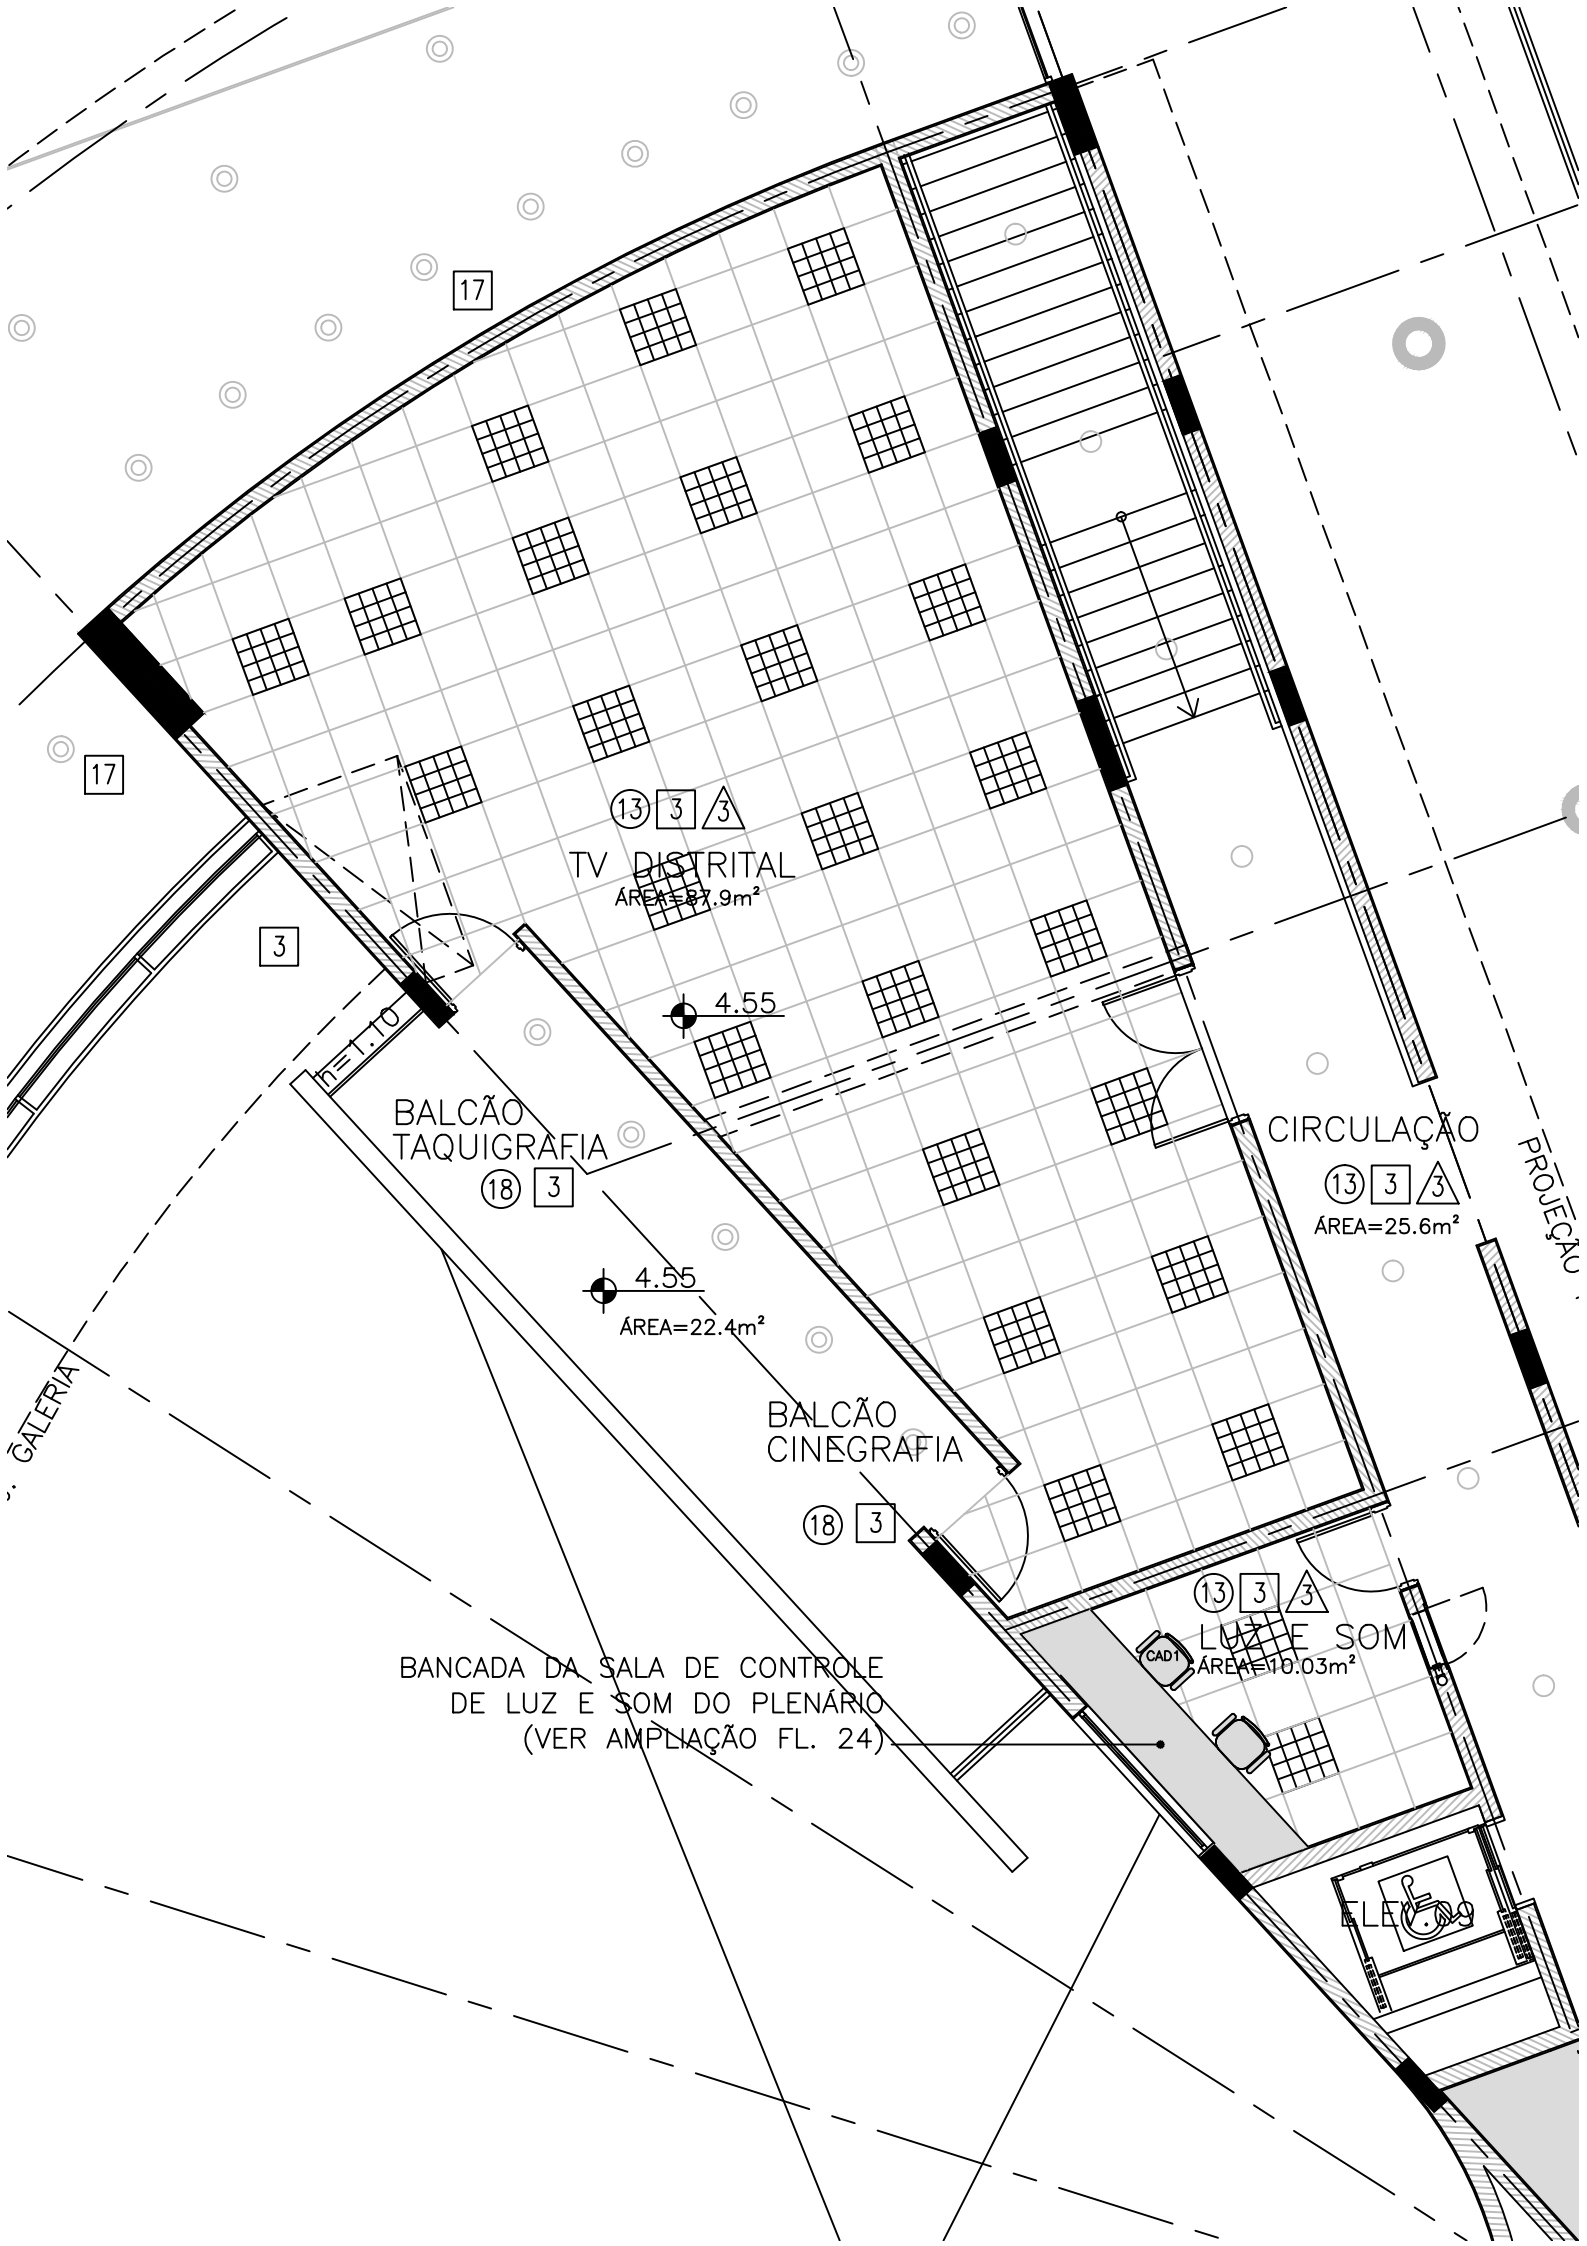 17
17
3
13 3 3
TV DISTRITAL
ÁREA=87.9m²
4.55
h=1.10
BALCÃO
TAQUIGRAFIA
18 3
CIRCULAÇÃO
13 3 3
ÁREA=25.6m²
PROJEÇÃO
4.55
ÁREA=22.4m²
GALERIA
BALCÃO
CINEGRAFIA
18 3
13 3 3
LUZ E SOM
ÁREA=10.03m²
CAD1
BANCADA DA SALA DE CONTROLE
DE LUZ E SOM DO PLENÁRIO
(VER AMPLIAÇÃO FL. 24)
ELEV.09